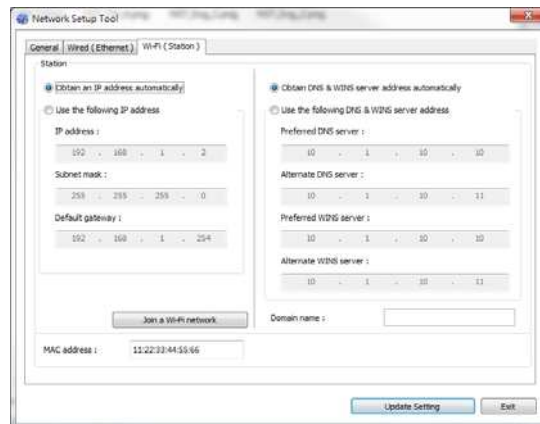 Network Setup Tool
General Wired ( Ethernet ) Wi-Fi ( Station )
Station
Obtain an IP address automatically
Use the following IP address
IP address :
192 . 168 . 1 . 2
Subnet mask :
255 . 255 . 255 . 0
Default gateway :
192 . 168 . 1 . 254
Join a Wi-Fi network
Obtain DNS & WINS server address automatically
Use the following DNS & WINS server address
Preferred DNS server :
10 . 1 . 10 . 10
Alternate DNS server :
10 . 1 . 10 . 11
Preferred WINS server :
10 . 1 . 10 . 10
Alternate WINS server :
10 . 1 . 10 . 11
Domain name :
MAC address : 11:22:33:44:55:66
Update Setting Exit